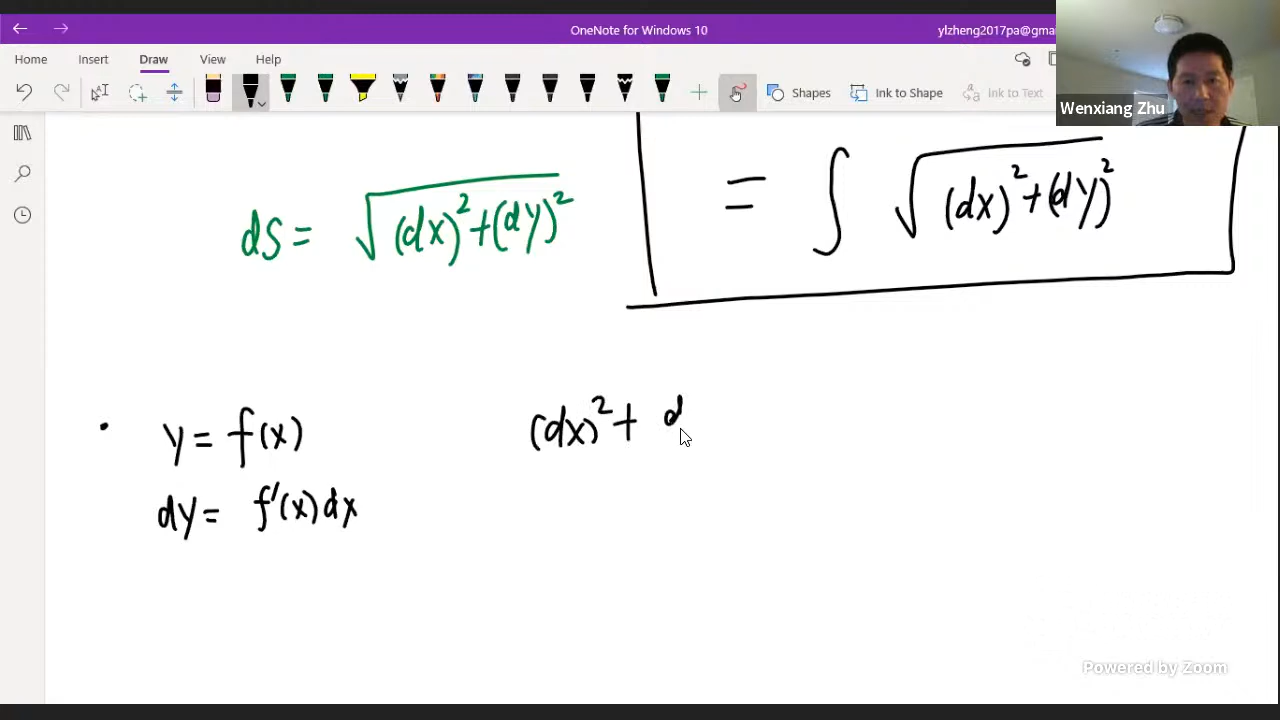 OneNote for Windows 10
ylzheng2017pa@gma
Home Insert Draw View Help
Shapes Ink to Shape Ink to Text
Wenxiang Zhu
= ∫ √(dx)²+(dy)²
dS = √(dx)²+(dy)²
· y = f(x) (dx)²+ d
dy = f'(x)dx
Powered by Zoom